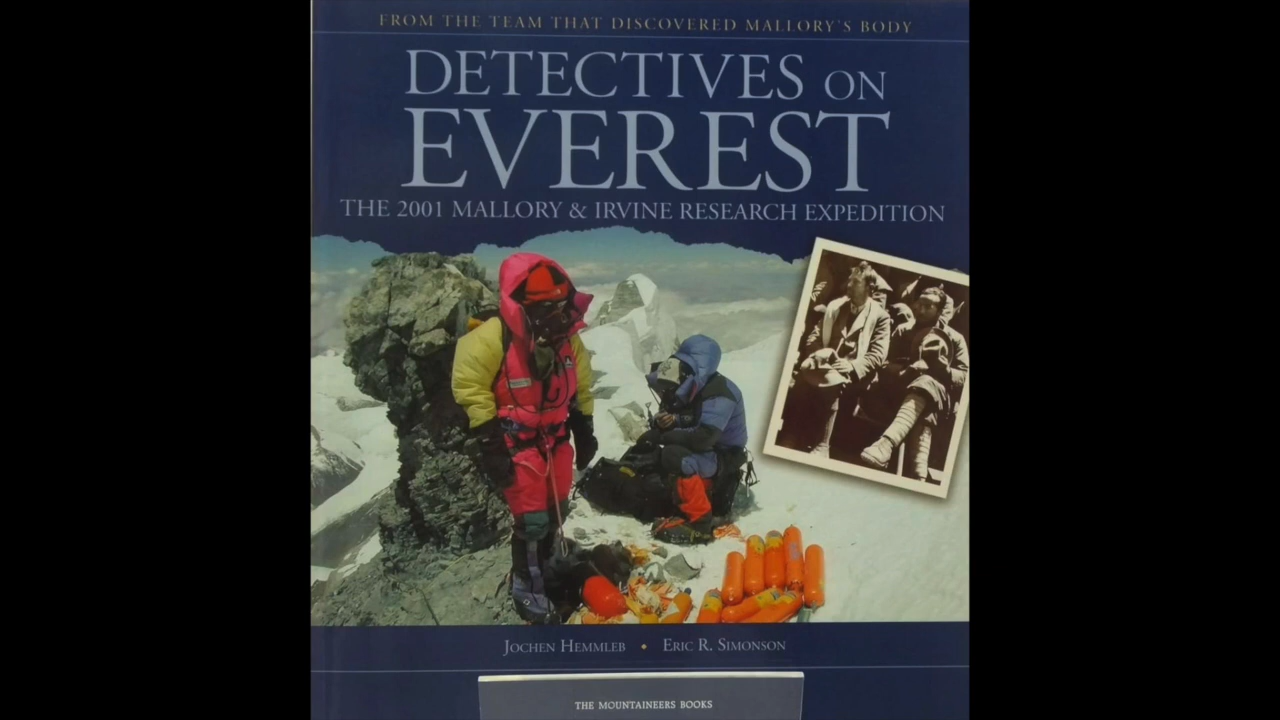 FROM THE TEAM THAT DISCOVERED MALLORY'S BODY
DETECTIVES ON
EVEREST
THE 2001 MALLORY & IRVINE RESEARCH EXPEDITION
JOCHEN HEMMLEB ♦ ERIC R. SIMONSON
THE MOUNTAINEERS BOOKS